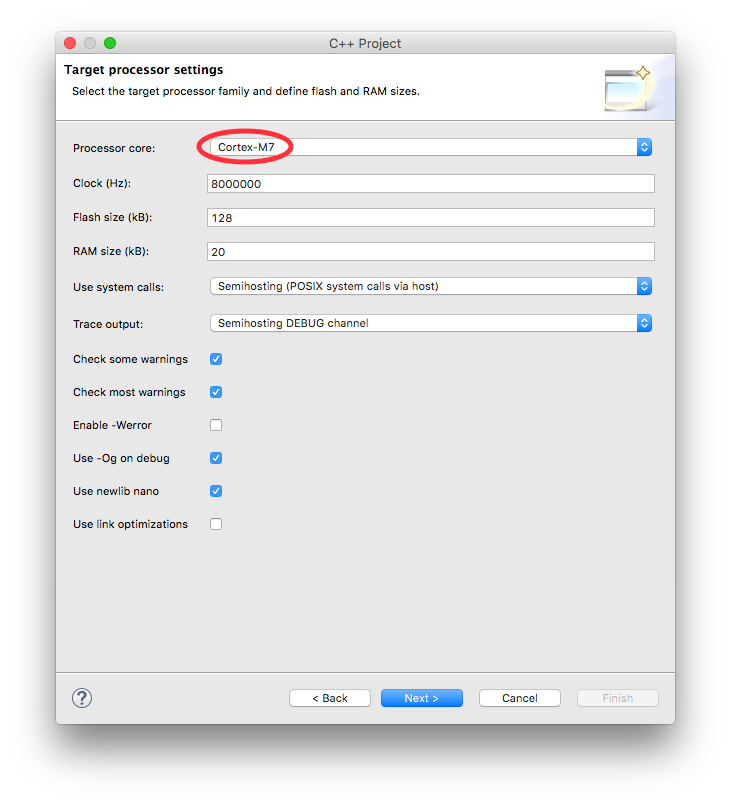 C++ Project
Target processor settings
Select the target processor family and define flash and RAM sizes.
Processor core: Cortex-M7
Clock (Hz): 8000000
Flash size (kB): 128
RAM size (kB): 20
Use system calls: Semihosting (POSIX system calls via host)
Trace output: Semihosting DEBUG channel
Check some warnings
Check most warnings
Enable -Werror
Use -Og on debug
Use newlib nano
Use link optimizations
? < Back Next > Cancel Finish